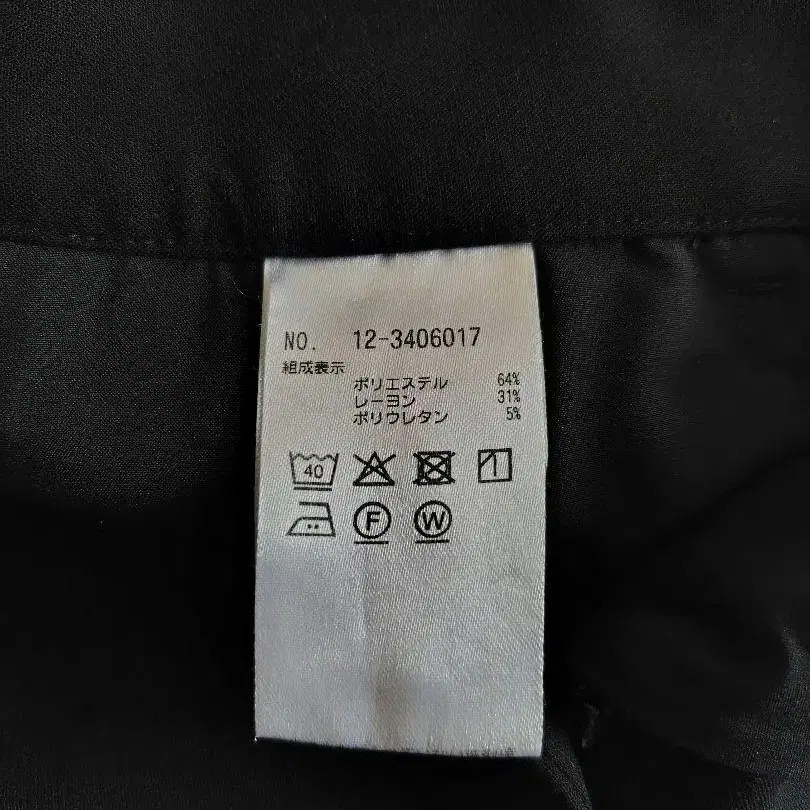 NO. 12-3406017
組成表示
ポリエステル 64%
レーヨン 31%
ポリウレタン 5%
40
F W